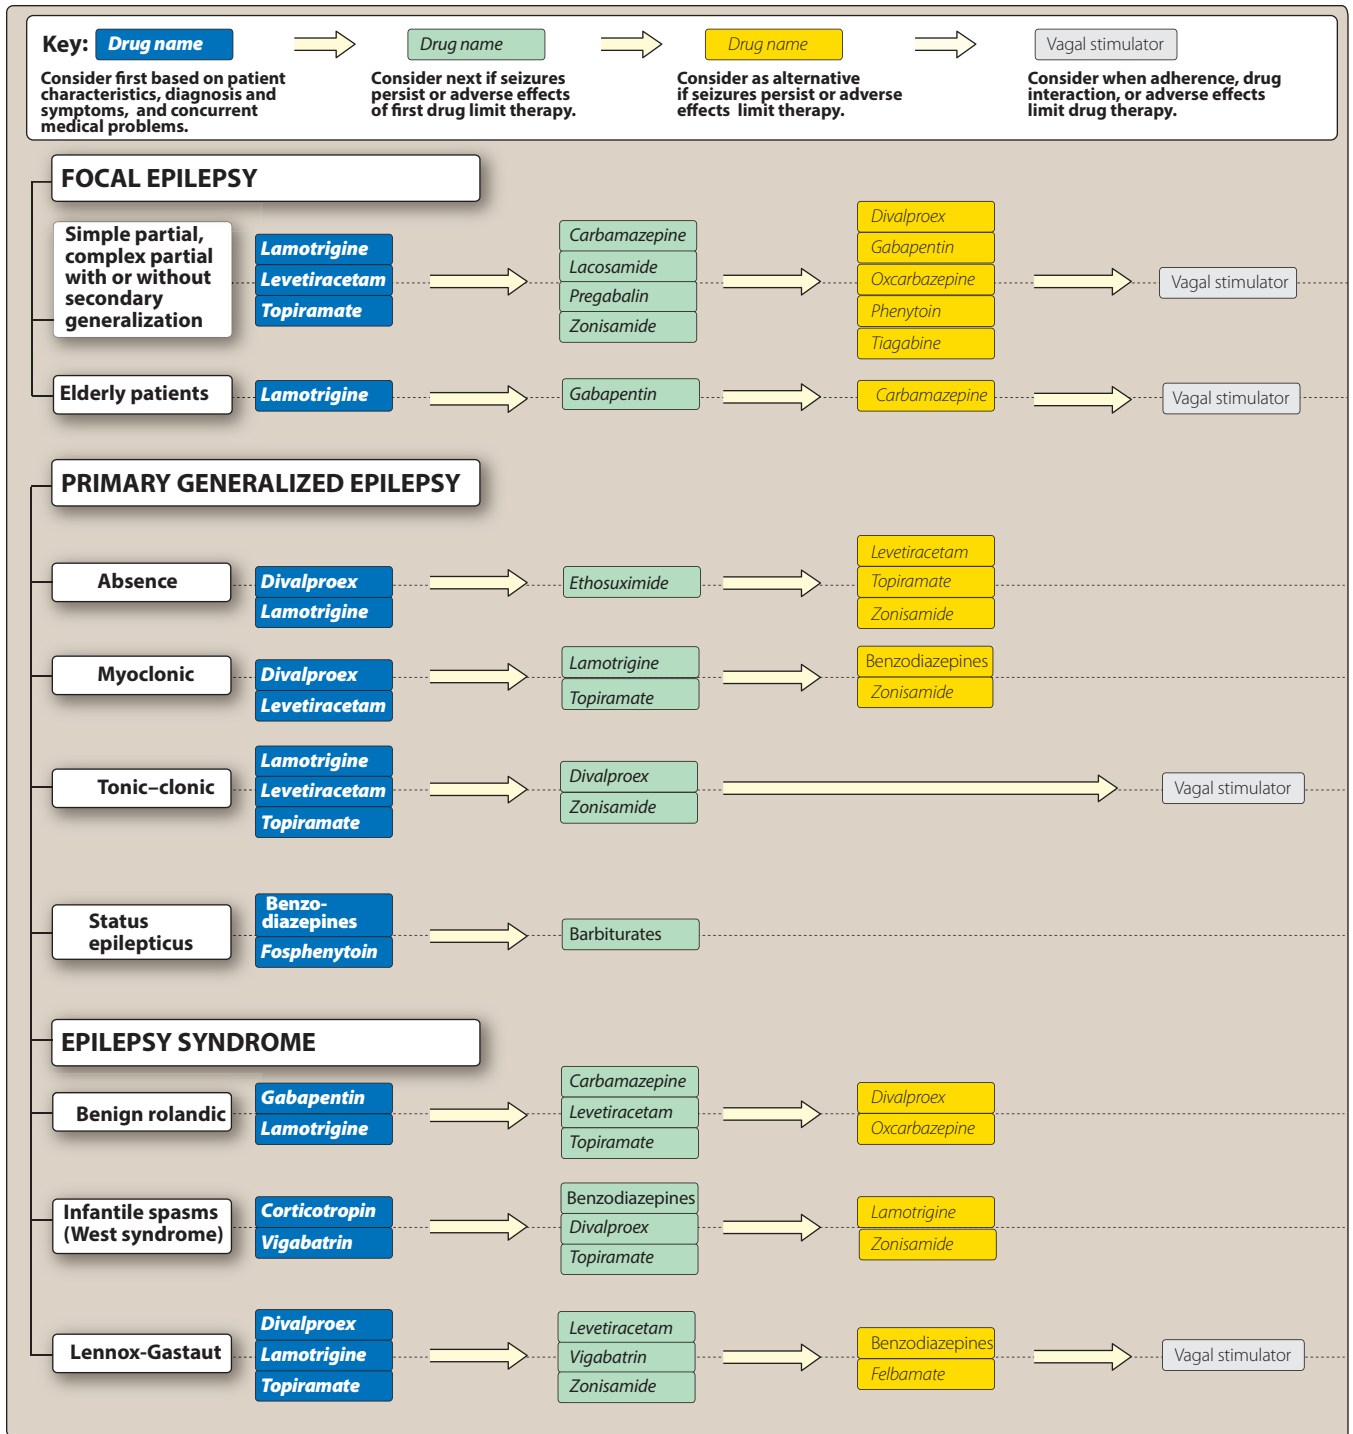 Key: Drug name
Drug name
Drug name
Vagal stimulator
Consider first based on patient
characteristics, diagnosis and
symptoms, and concurrent
medical problems.
Consider next if seizures
persist or adverse effects
of first drug limit therapy.
Consider as alternative
if seizures persist or adverse
effects limit therapy.
Consider when adherence, drug
interaction, or adverse effects
limit drug therapy.
FOCAL EPILEPSY
Simple partial,
complex partial
with or without
secondary
generalization
Lamotrigine
Levetiracetam
Topiramate
Carbamazepine
Lacosamide
Pregabalin
Zonisamide
Divalproex
Gabapentin
Oxcarbazepine
Phenytoin
Tiagabine
Vagal stimulator
Elderly patients
Lamotrigine
Gabapentin
Carbamazepine
Vagal stimulator
PRIMARY GENERALIZED EPILEPSY
Absence
Divalproex
Lamotrigine
Ethosuximide
Levetiracetam
Topiramate
Zonisamide
Myoclonic
Divalproex
Levetiracetam
Lamotrigine
Topiramate
Benzodiazepines
Zonisamide
Tonic–clonic
Lamotrigine
Levetiracetam
Topiramate
Divalproex
Zonisamide
Vagal stimulator
Status
epilepticus
Benzo-
diazepines
Fosphenytoin
Barbiturates
EPILEPSY SYNDROME
Benign rolandic
Gabapentin
Lamotrigine
Carbamazepine
Levetiracetam
Topiramate
Divalproex
Oxcarbazepine
Infantile spasms
(West syndrome)
Corticotropin
Vigabatrin
Benzodiazepines
Divalproex
Topiramate
Lamotrigine
Zonisamide
Lennox-Gastaut
Divalproex
Lamotrigine
Topiramate
Levetiracetam
Vigabatrin
Zonisamide
Benzodiazepines
Felbamate
Vagal stimulator